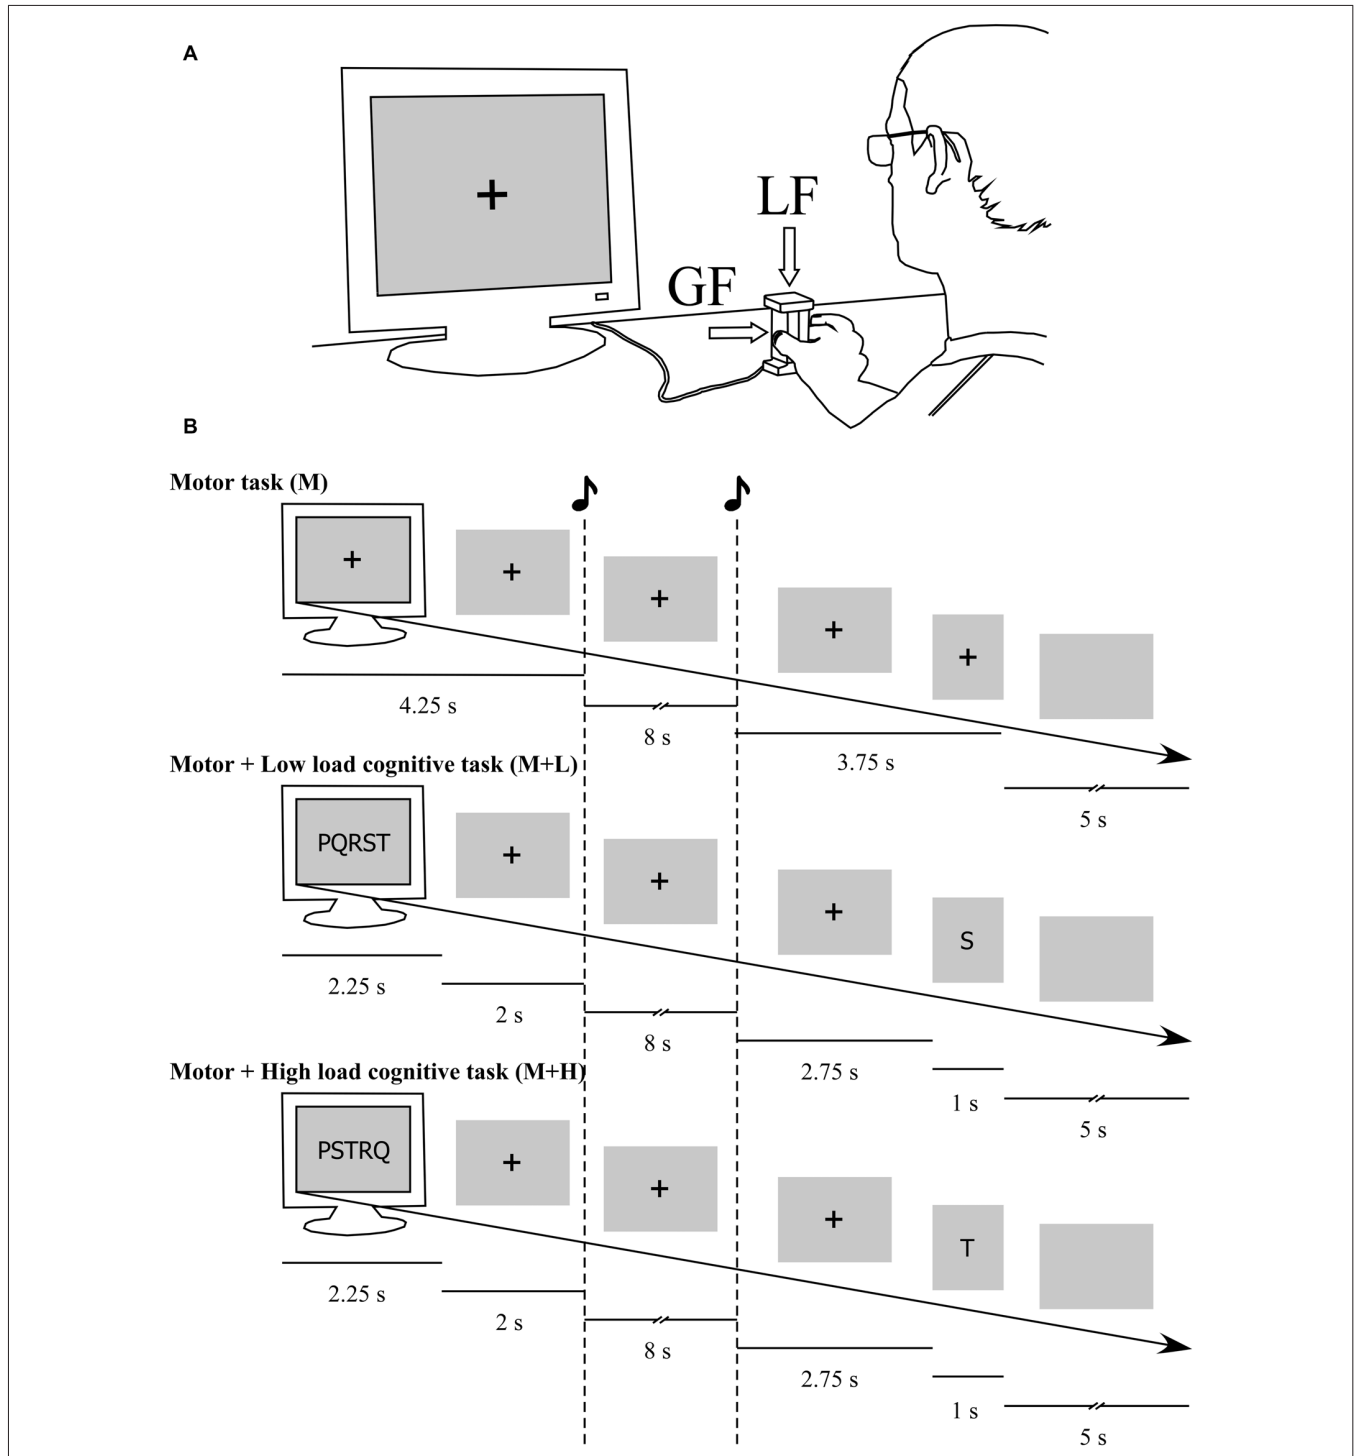 A
LF
GF
B
Motor task (M)
4.25 s
8 s
3.75 s
5 s
Motor + Low load cognitive task (M+L)
PQRST
S
2.25 s
2 s
8 s
2.75 s
1 s
5 s
Motor + High load cognitive task (M+H)
PSTRQ
T
2.25 s
2 s
8 s
2.75 s
1 s
5 s